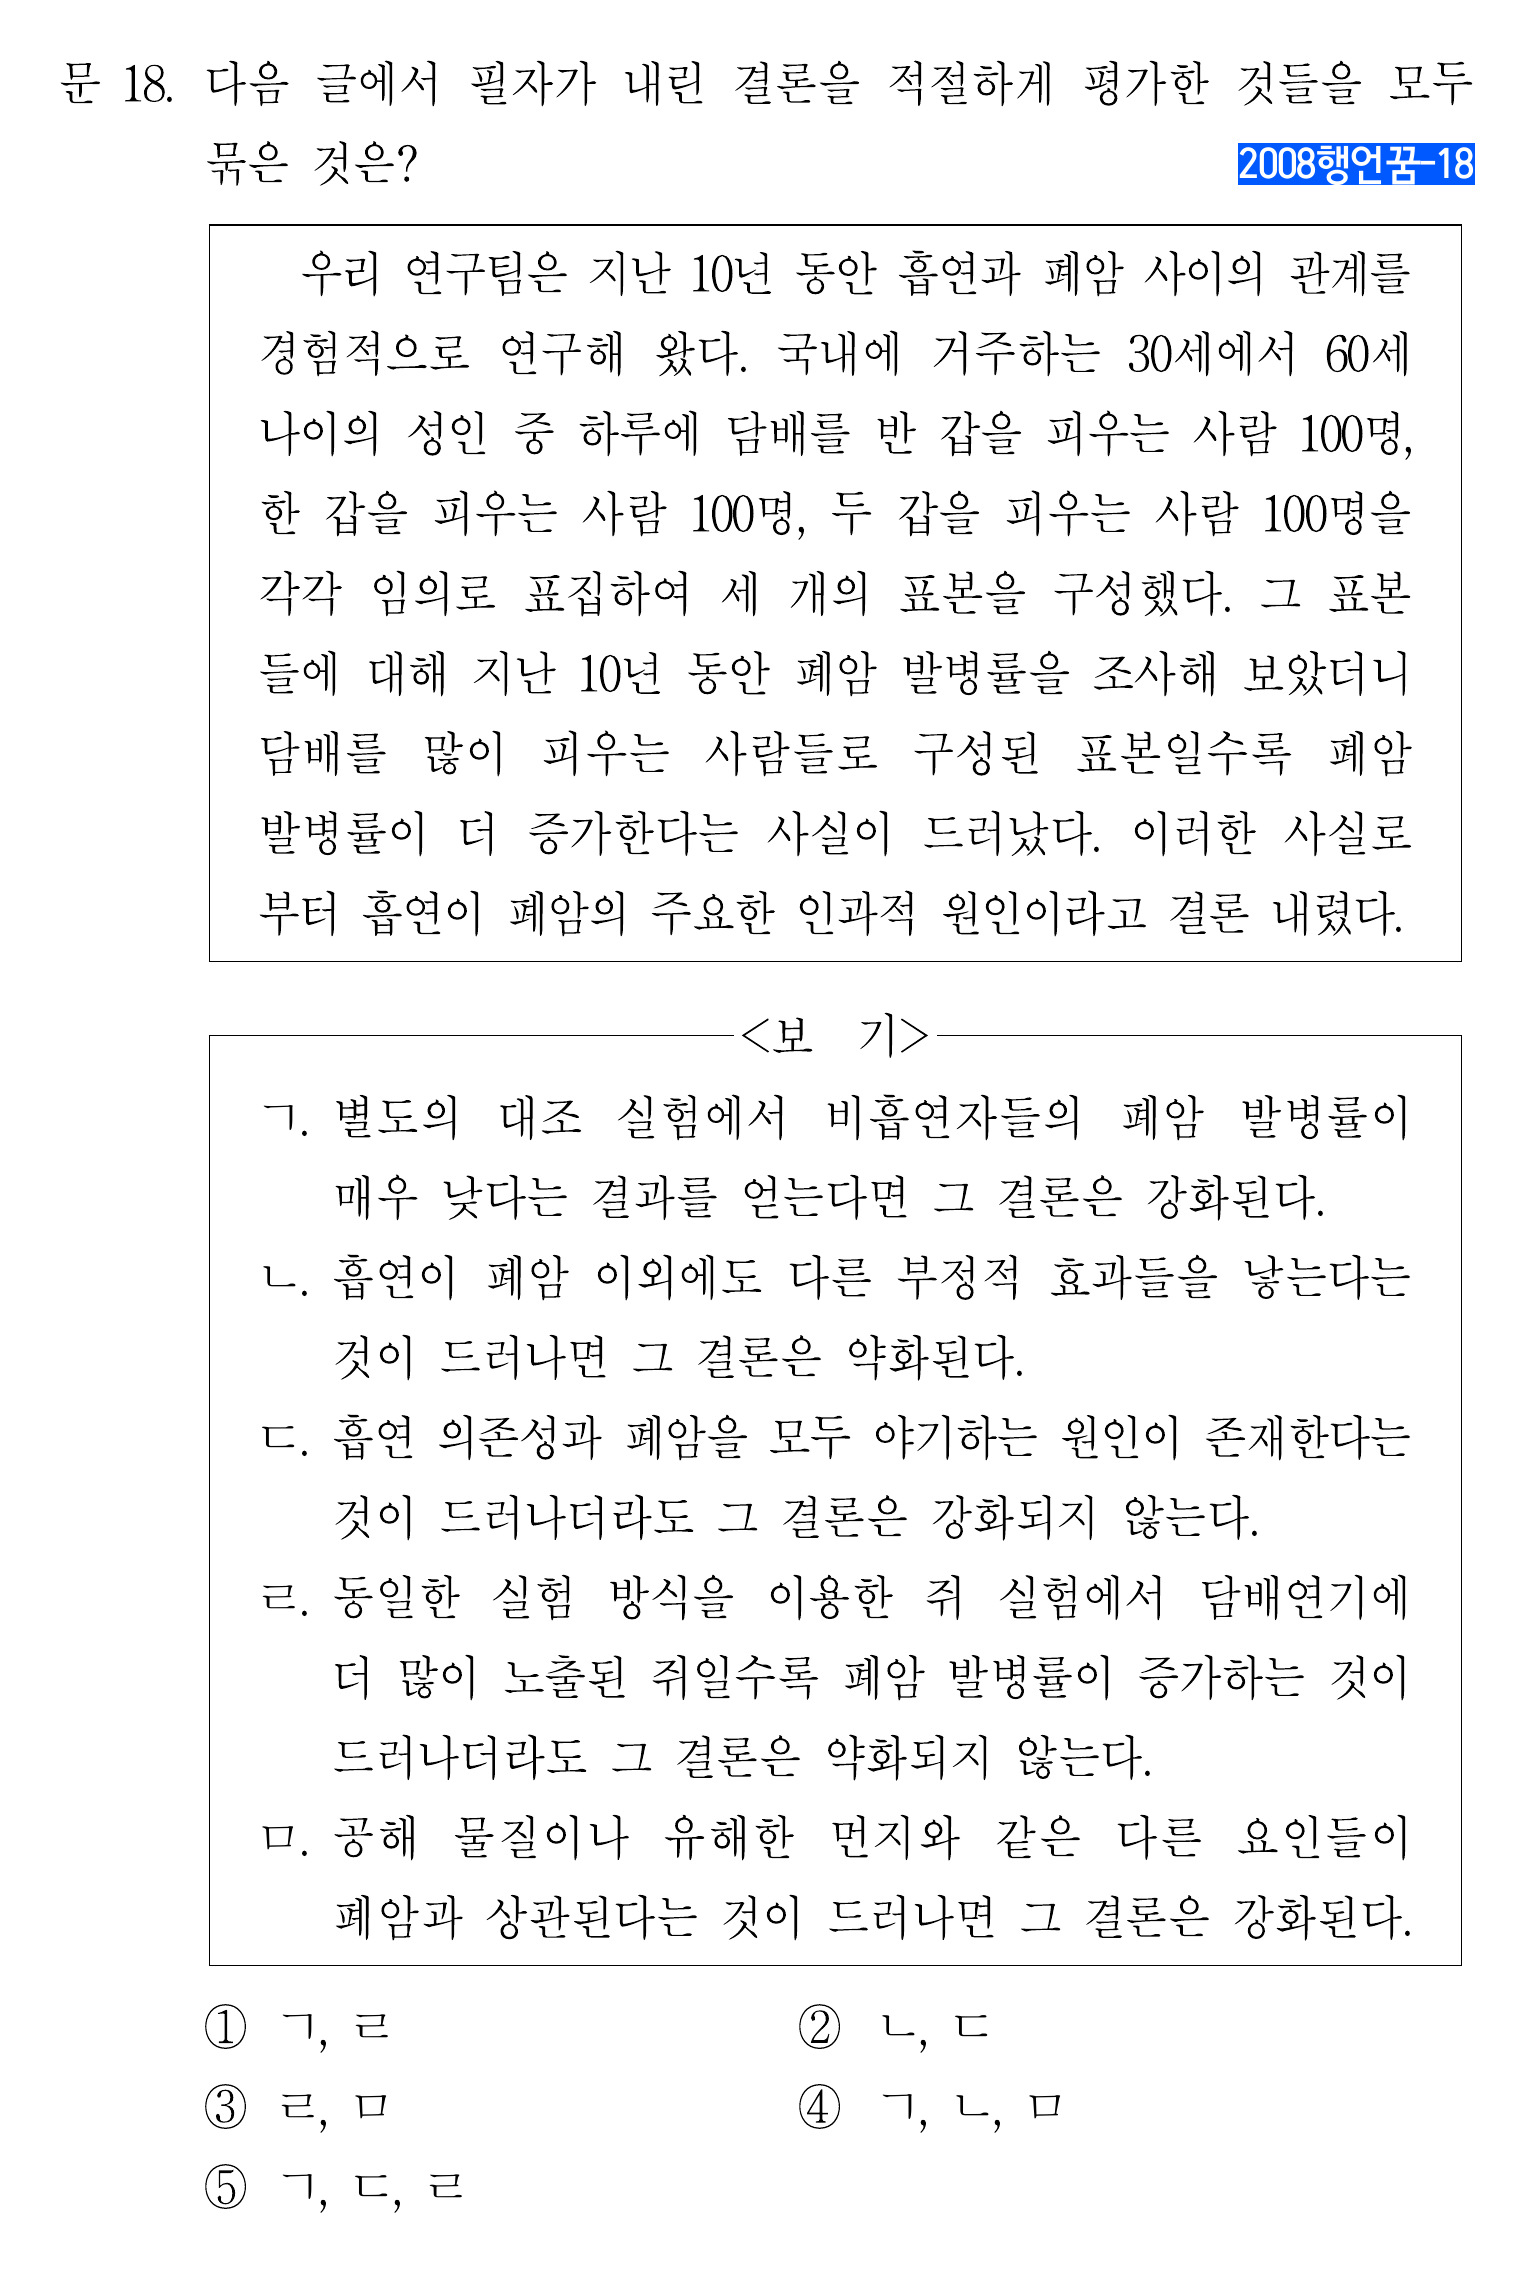 문 18. 다음 글에서 필자가 내린 결론을 적절하게 평가한 것들을 모두
묶은 것은?
2008행언꿈-18
우리 연구팀은 지난 10년 동안 흡연과 폐암 사이의 관계를
경험적으로 연구해 왔다. 국내에 거주하는 30세에서 60세
나이의 성인 중 하루에 담배를 반 갑을 피우는 사람 100명,
한 갑을 피우는 사람 100명, 두 갑을 피우는 사람 100명을
각각 임의로 표집하여 세 개의 표본을 구성했다. 그 표본
들에 대해 지난 10년 동안 폐암 발병률을 조사해 보았더니
담배를 많이 피우는 사람들로 구성된 표본일수록 폐암
발병률이 더 증가한다는 사실이 드러났다. 이러한 사실로
부터 흡연이 폐암의 주요한 인과적 원인이라고 결론 내렸다.
<보 기>
ㄱ. 별도의 대조 실험에서 비흡연자들의 폐암 발병률이
매우 낮다는 결과를 얻는다면 그 결론은 강화된다.
ㄴ. 흡연이 폐암 이외에도 다른 부정적 효과들을 낳는다는
것이 드러나면 그 결론은 약화된다.
ㄷ. 흡연 의존성과 폐암을 모두 야기하는 원인이 존재한다는
것이 드러나더라도 그 결론은 강화되지 않는다.
ㄹ. 동일한 실험 방식을 이용한 쥐 실험에서 담배연기에
더 많이 노출된 쥐일수록 폐암 발병률이 증가하는 것이
드러나더라도 그 결론은 약화되지 않는다.
ㅁ. 공해 물질이나 유해한 먼지와 같은 다른 요인들이
폐암과 상관된다는 것이 드러나면 그 결론은 강화된다.
① ㄱ, ㄹ ② ㄴ, ㄷ
③ ㄹ, ㅁ ④ ㄱ, ㄴ, ㅁ
⑤ ㄱ, ㄷ, ㄹ